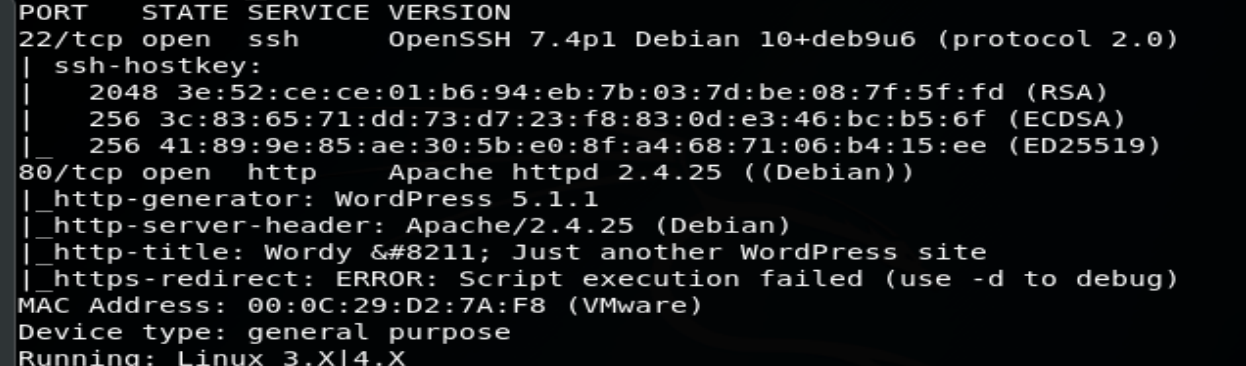 PORT   STATE SERVICE VERSION
22/tcp open  ssh     OpenSSH 7.4p1 Debian 10+deb9u6 (protocol 2.0)
| ssh-hostkey:
|   2048 3e:52:ce:ce:01:b6:94:eb:7b:03:7d:be:08:7f:5f:fd (RSA)
|   256 3c:83:65:71:dd:73:d7:23:f8:83:0d:e3:46:bc:b5:6f (ECDSA)
|_  256 41:89:9e:85:ae:30:5b:e0:8f:a4:68:71:06:b4:15:ee (ED25519)
80/tcp open  http    Apache httpd 2.4.25 ((Debian))
|_http-generator: WordPress 5.1.1
|_http-server-header: Apache/2.4.25 (Debian)
|_http-title: Wordy &#8211; Just another WordPress site
|_https-redirect: ERROR: Script execution failed (use -d to debug)
MAC Address: 00:0C:29:D2:7A:F8 (VMware)
Device type: general purpose
Running: Linux 3.X|4.X